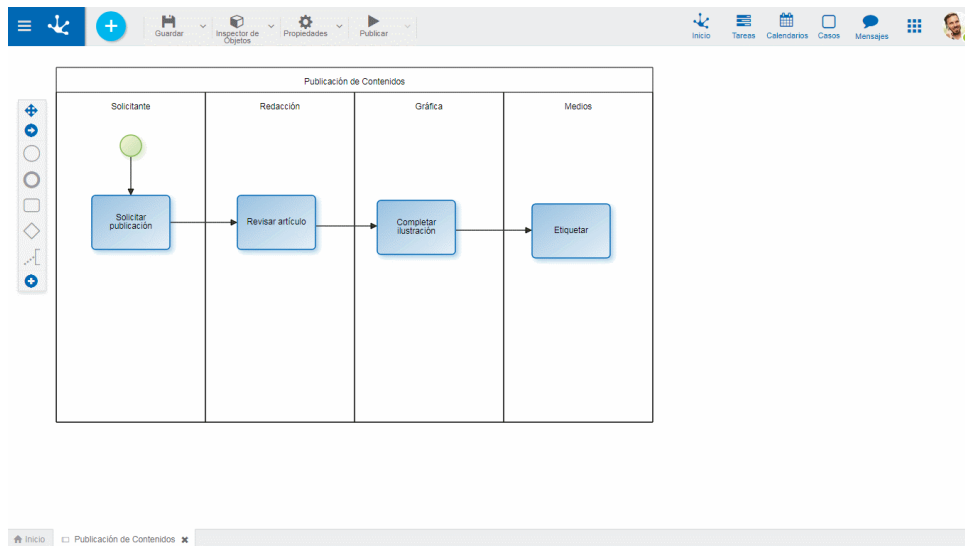 Guardar
Inspector de
Objetos
Propiedades
Publicar
Inicio
Tareas
Calendarios
Casos
Mensajes
Publicación de Contenidos
Solicitante
Redacción
Gráfica
Medios
Solicitar
publicación
Revisar artículo
Completar
ilustración
Etiquetar
Inicio
Publicación de Contenidos